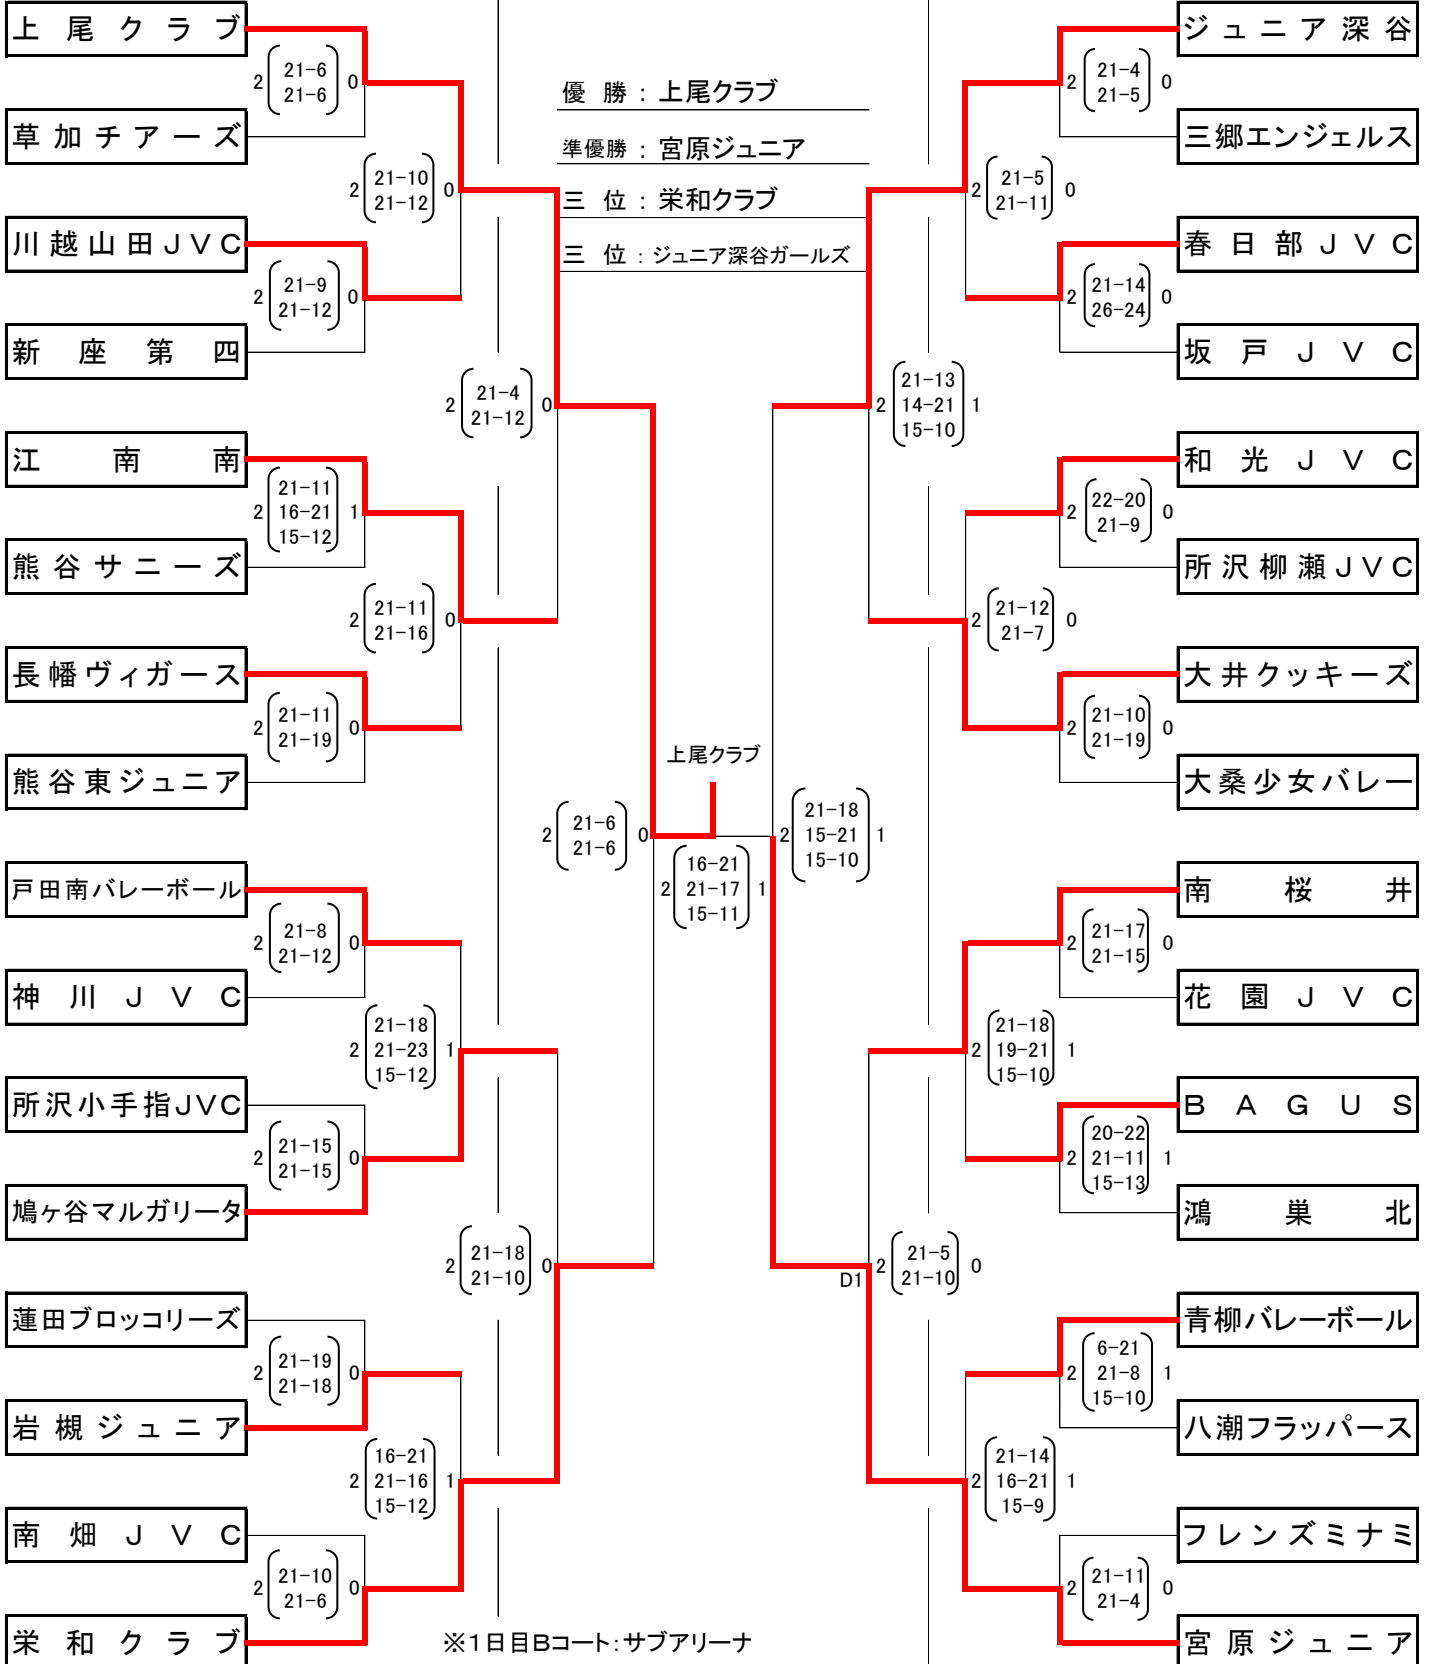 上尾クラブ
2 21-6 0
21-6
草加チアーズ
2 21-10 0
21-12
川越山田JVC
2 21-9 0
21-12
新座第四
2 21-4 0
21-12
江南南
21-11
2 16-21 1
15-12
熊谷サニーズ
2 21-11 0
21-16
長幡ヴィガース
2 21-11 0
21-19
熊谷東ジュニア
2 21-6 0
21-6
戸田南バレーボール
2 21-8 0
21-12
神川JVC
21-18
2 21-23 1
15-12
所沢小手指JVC
2 21-15 0
21-15
鳩ヶ谷マルガリータ
2 21-18 0
21-10
蓮田ブロッコリーズ
2 21-19 0
21-18
岩槻ジュニア
16-21
2 21-16 1
15-12
南畑JVC
2 21-10 0
21-6
栄和クラブ
優勝：上尾クラブ
準優勝：宮原ジュニア
三位：栄和クラブ
三位：ジュニア深谷ガールズ
上尾クラブ
16-21
2 21-17 1
15-11
※1日目Bコート：サブアリーナ
ジュニア深谷
2 21-4 0
21-5
三郷エンジェルス
2 21-5 0
21-11
春日部JVC
2 21-14 0
26-24
坂戸JVC
21-13
2 14-21 1
15-10
和光JVC
2 22-20 0
21-9
所沢柳瀬JVC
2 21-12 0
21-7
大井クッキーズ
2 21-10 0
21-19
大桑少女バレー
21-18
2 15-21 1
15-10
南桜井
2 21-17 0
21-15
花園JVC
21-18
2 19-21 1
15-10
BAGUS
20-22
2 21-11 1
15-13
鴻巣北
D1 2 21-5 0
21-10
青柳バレーボール
6-21
2 21-8 1
15-10
八潮フラッパース
21-14
2 16-21 1
15-9
フレンズミナミ
2 21-11 0
21-4
宮原ジュニア